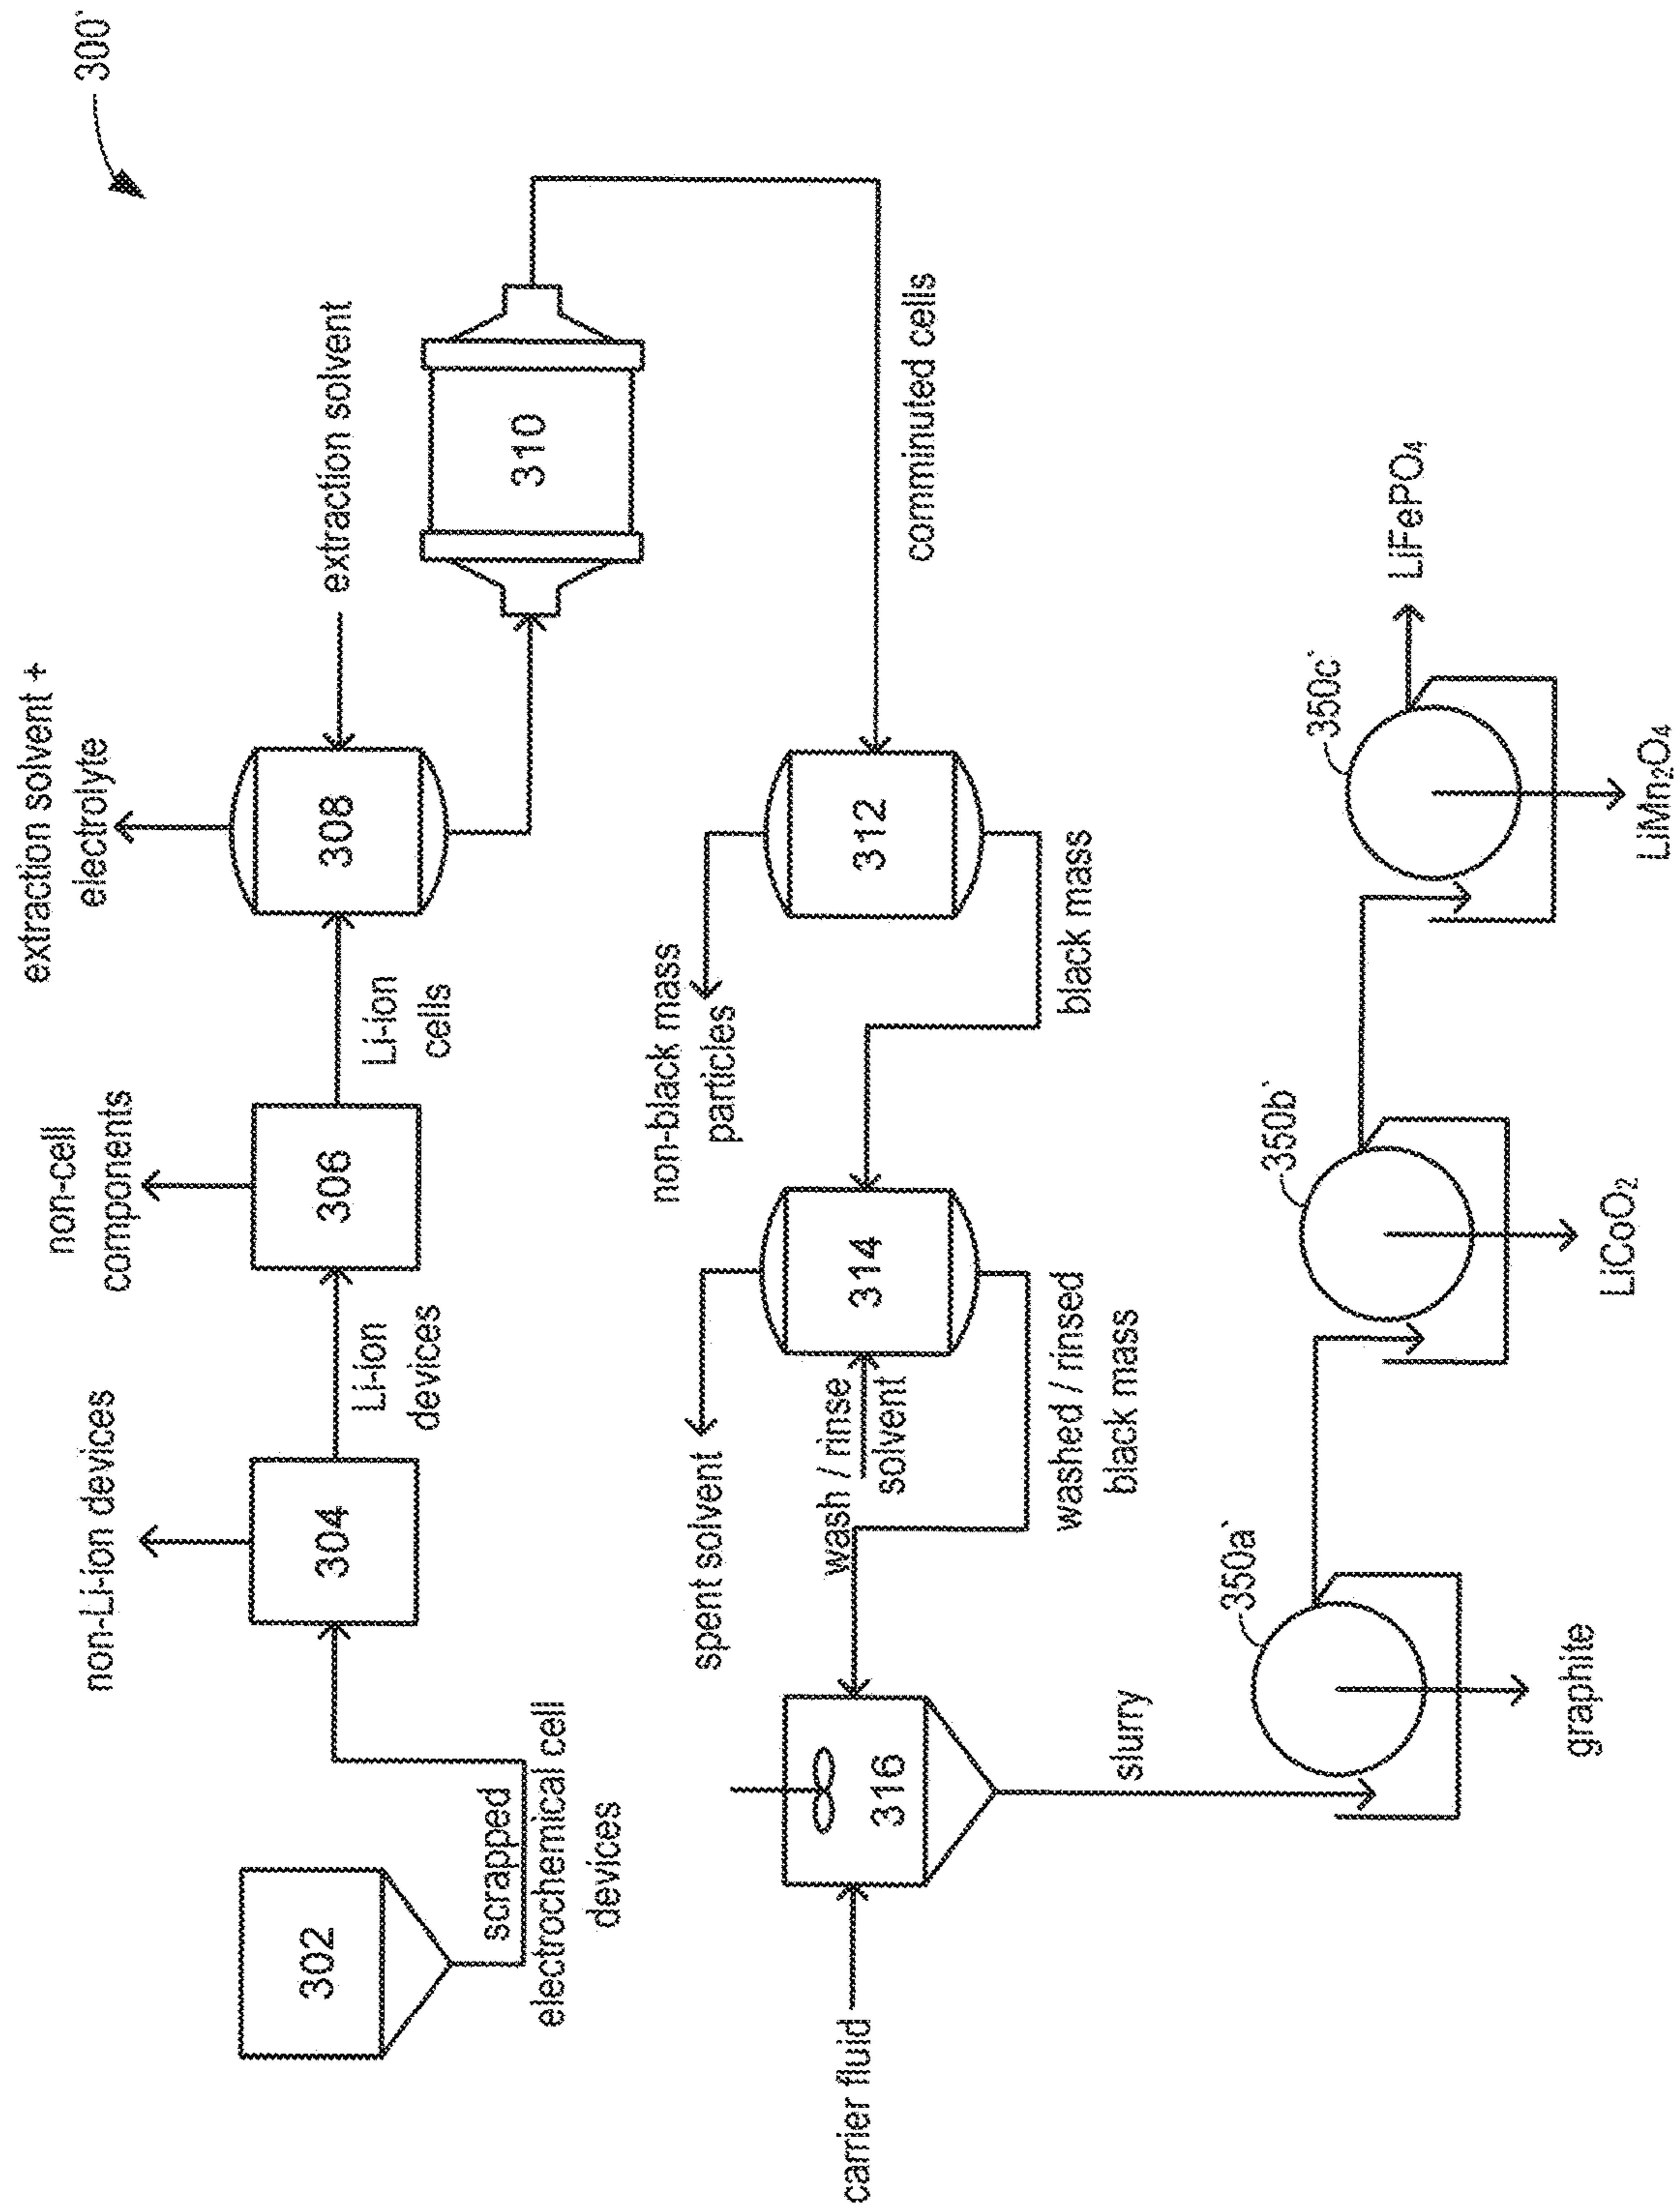 300`
302
scrapped
electrochemical cell
devices
304
non-Li-ion devices
Li-ion
devices
306
non-cell
components
Li-ion
cells
308
extraction solvent +
electrolyte
extraction solvent
310
comminuted cells
312
non-black mass
particles
black mass
314
spent solvent
wash / rinse
solvent
washed / rinsed
black mass
316
carrier fluid
slurry
350a`
graphite
350b`
LiCoO₂
350c`
LiMn₂O₄
LiFePO₄